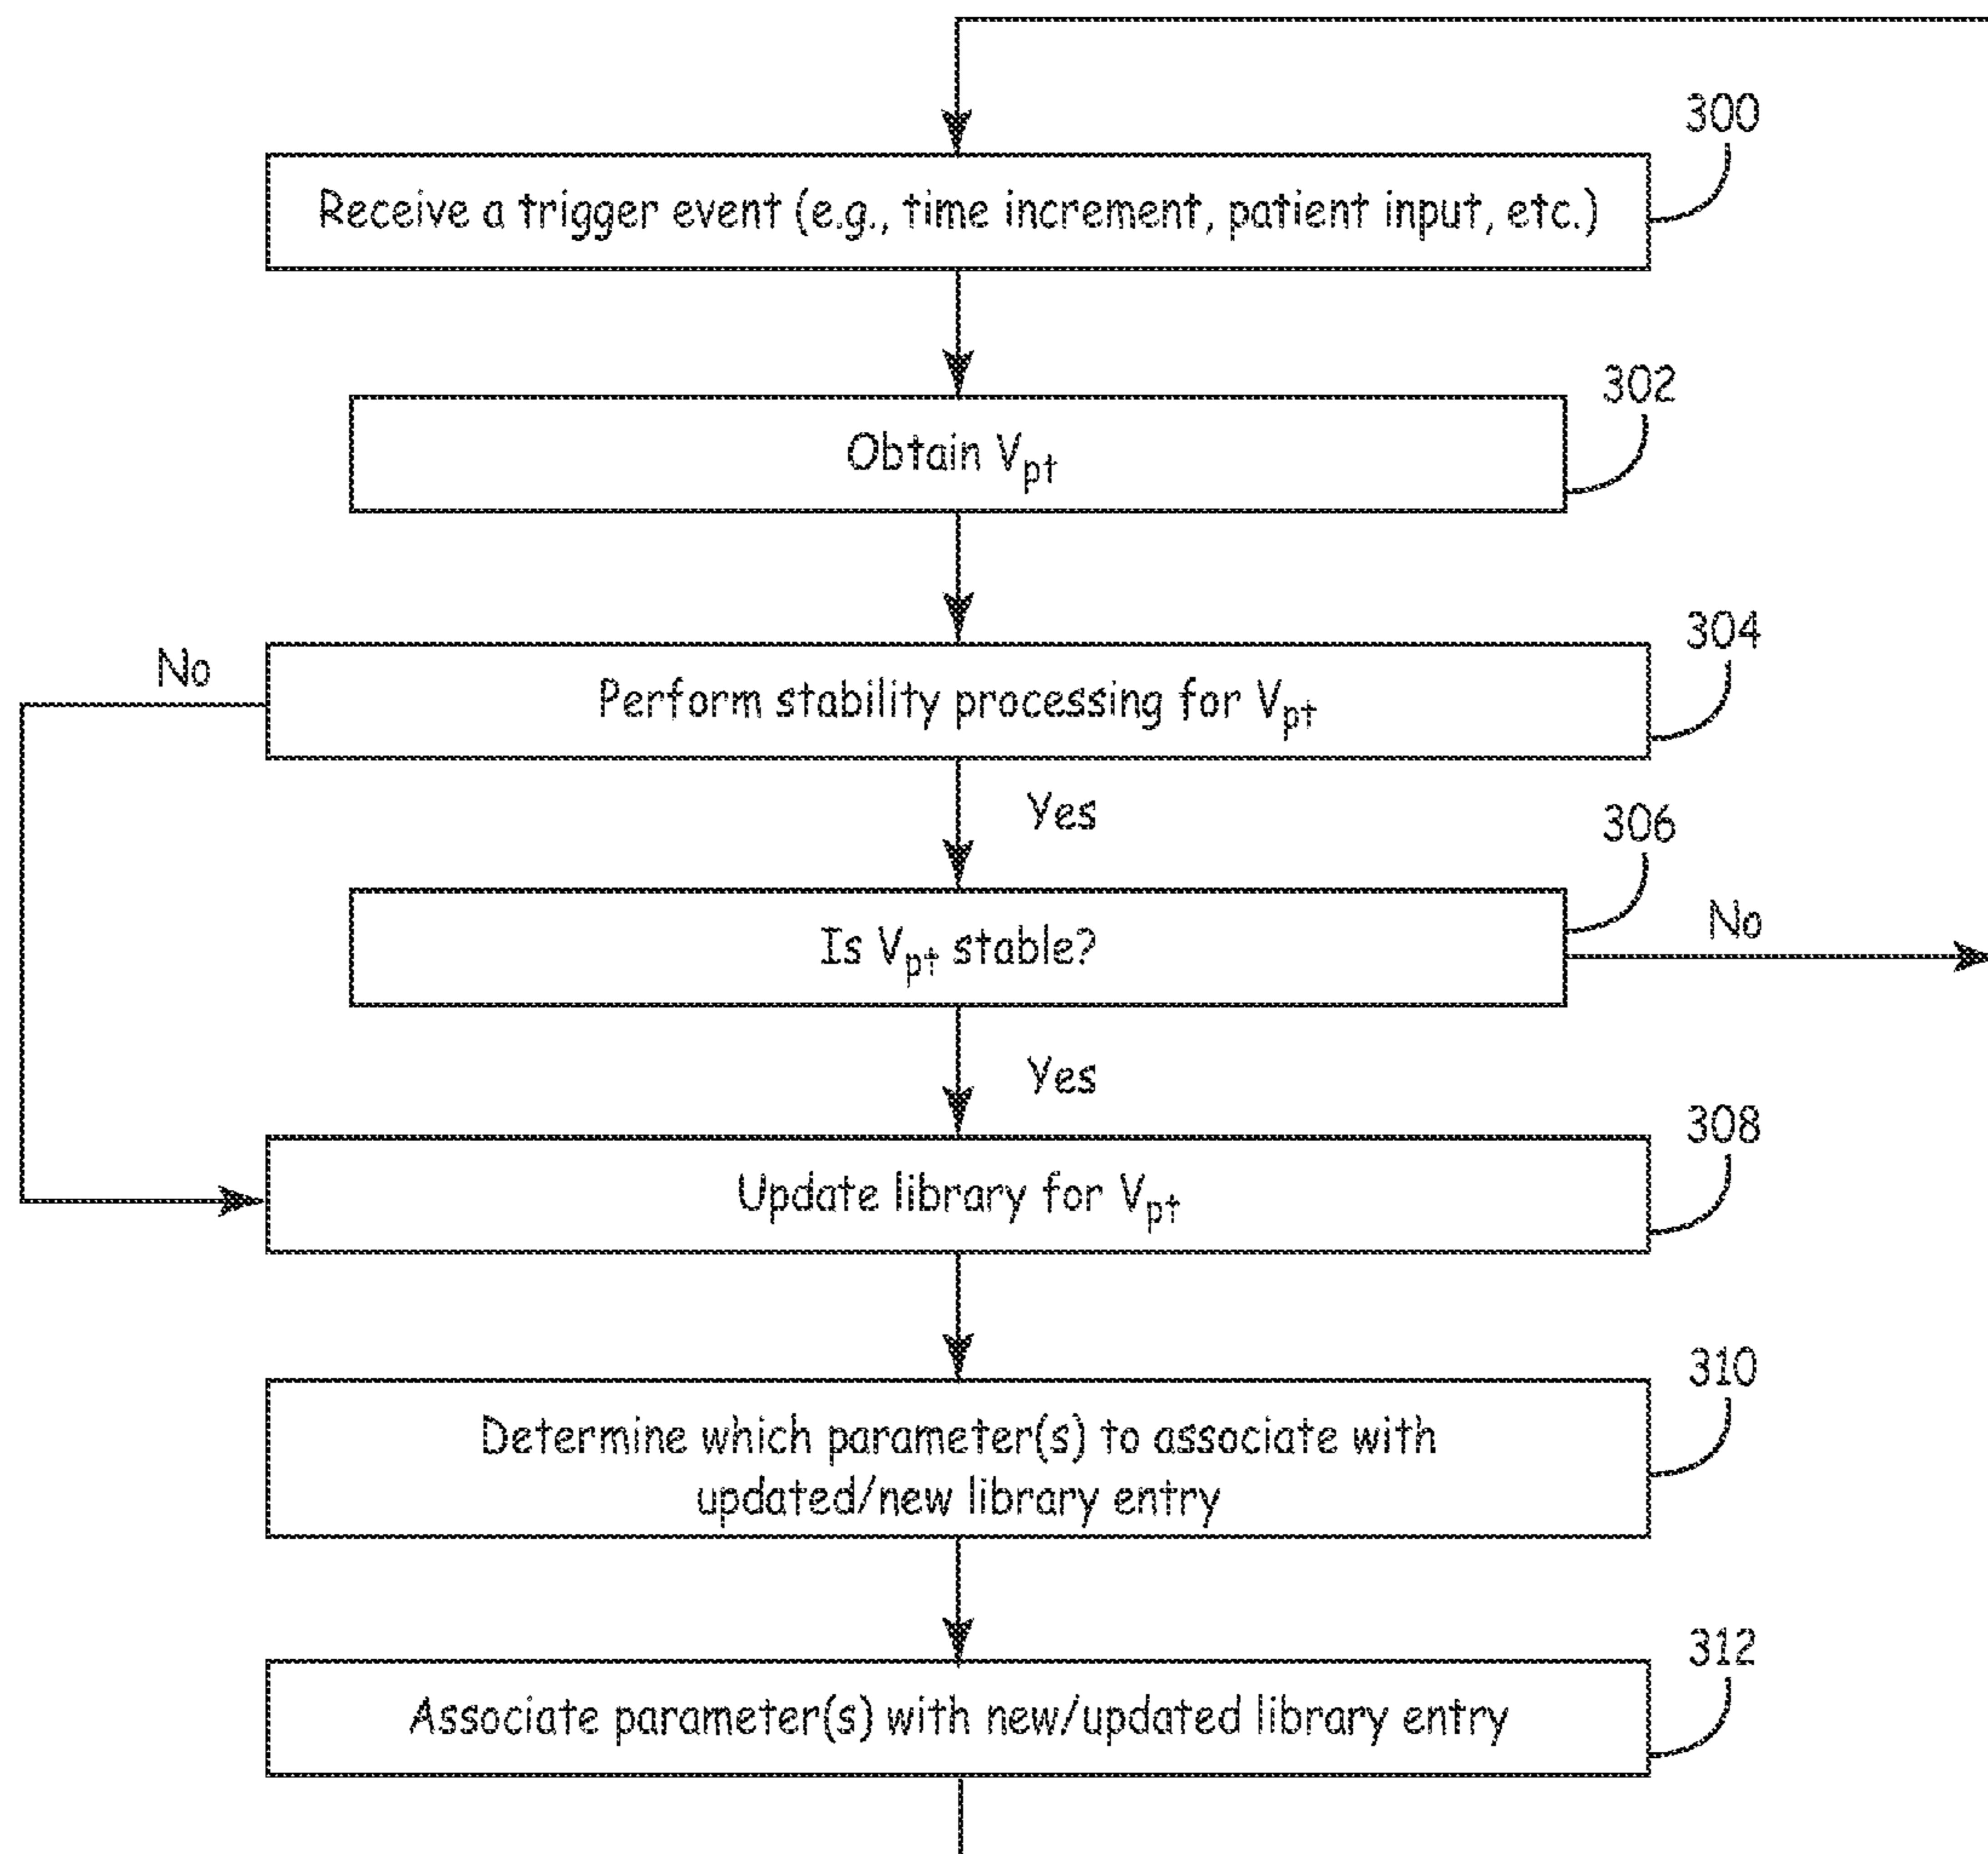 300
Receive a trigger event (e.g., time increment, patient input, etc.)
302
Obtain Vpt
304
No
Perform stability processing for Vpt
Yes
306
No
Is Vpt stable?
Yes
308
Update library for Vpt
310
Determine which parameter(s) to associate with
updated/new library entry
312
Associate parameter(s) with new/updated library entry